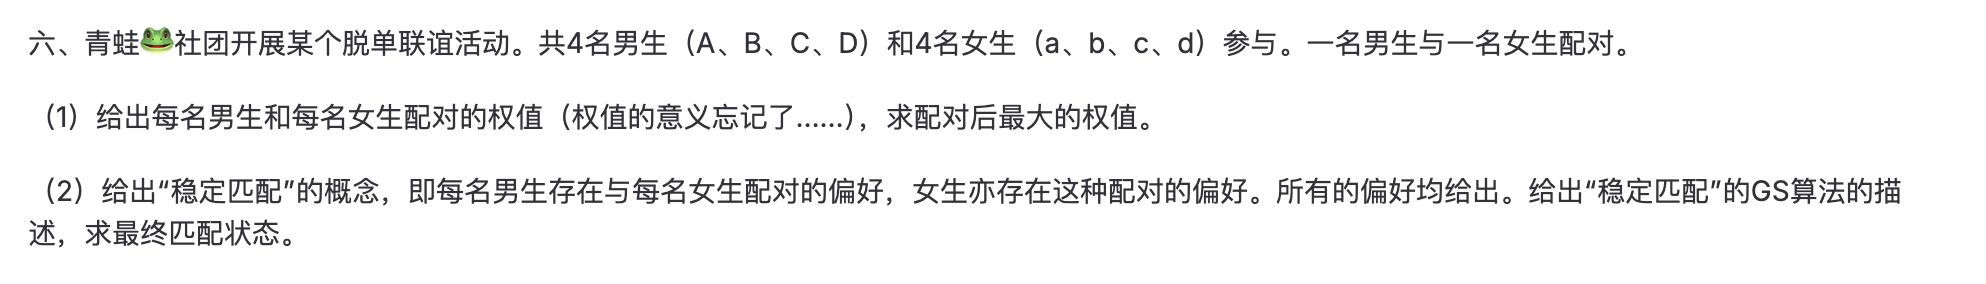 六、青蛙🐸社团开展某个脱单联谊活动。共4名男生（A、B、C、D）和4名女生（a、b、c、d）参与。一名男生与一名女生配对。
（1）给出每名男生和每名女生配对的权值（权值的意义忘记了……），求配对后最大的权值。
（2）给出“稳定匹配”的概念，即每名男生存在与每名女生配对的偏好，女生亦存在这种配对的偏好。所有的偏好均给出。给出“稳定匹配”的GS算法的描
述，求最终匹配状态。